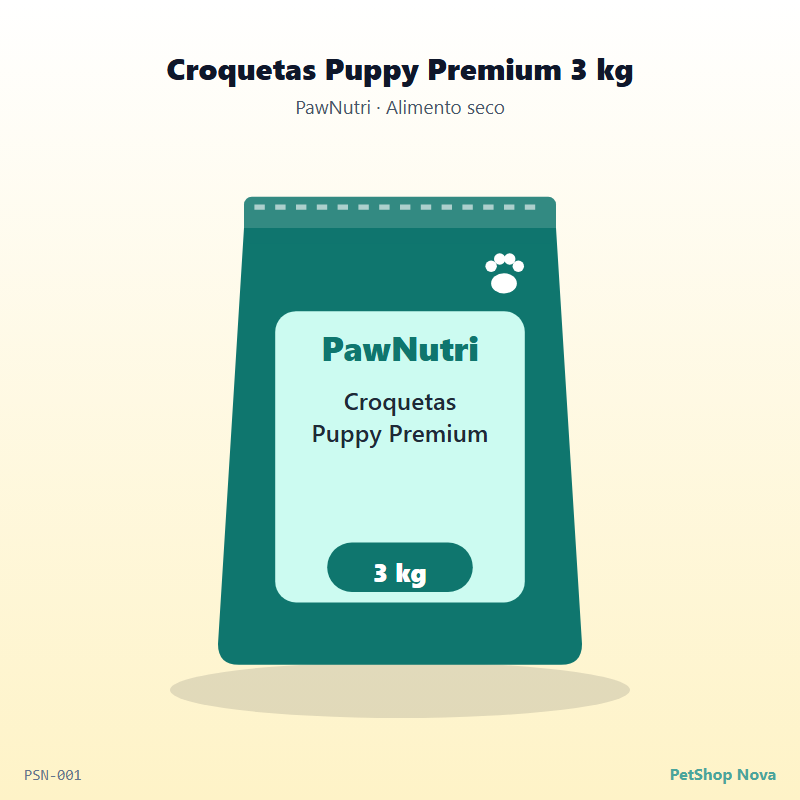 Croquetas Puppy Premium 3 kg
PawNutri · Alimento seco
PawNutri
Croquetas
Puppy Premium
3 kg
PSN-001
PetShop Nova